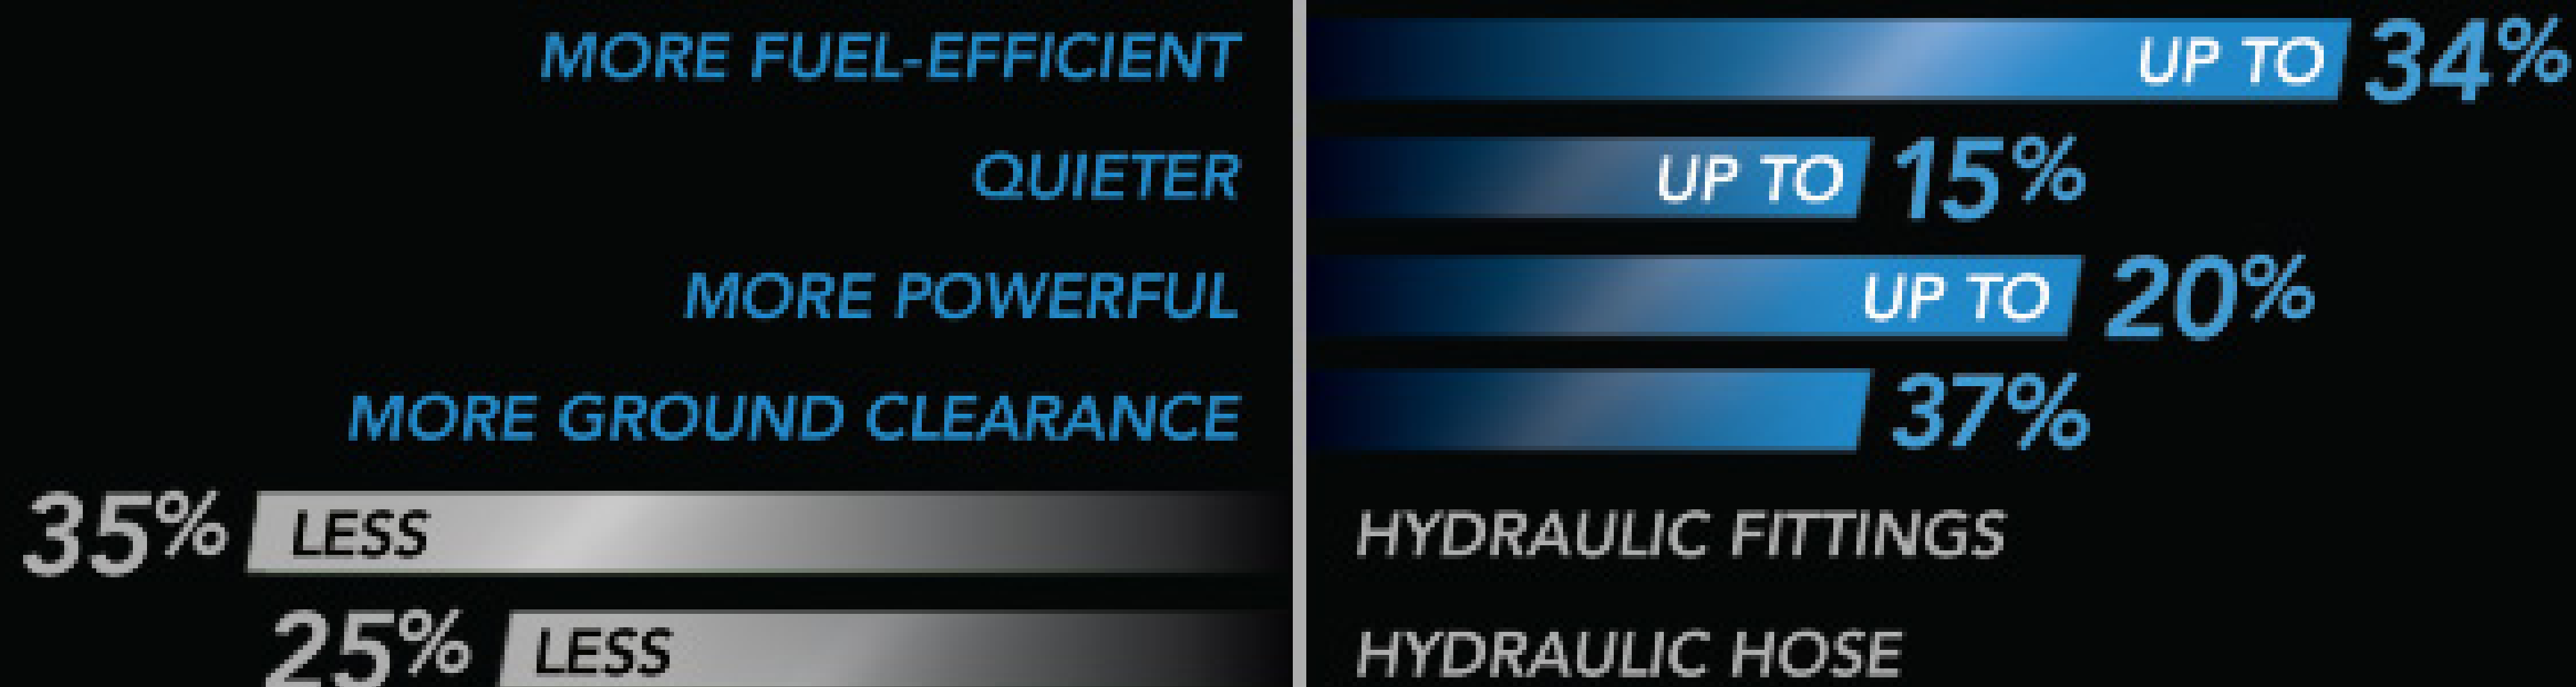 MORE FUEL-EFFICIENT UP TO 34%
QUIETER UP TO 15%
MORE POWERFUL UP TO 20%
MORE GROUND CLEARANCE 37%
35% LESS HYDRAULIC FITTINGS
25% LESS HYDRAULIC HOSE